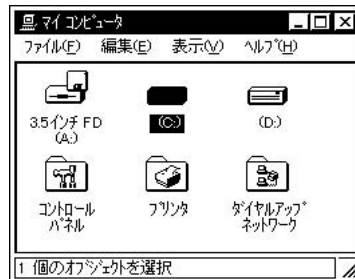 マイ コンピュータ
ファイル(F) 編集(E) 表示(V) ヘルプ(H)
3.5インチ FD
(A:)
(C:)
(D:)
コントロール
パネル
プリンタ
ダイヤルアップ
ネットワーク
1 個のオブジェクトを選択